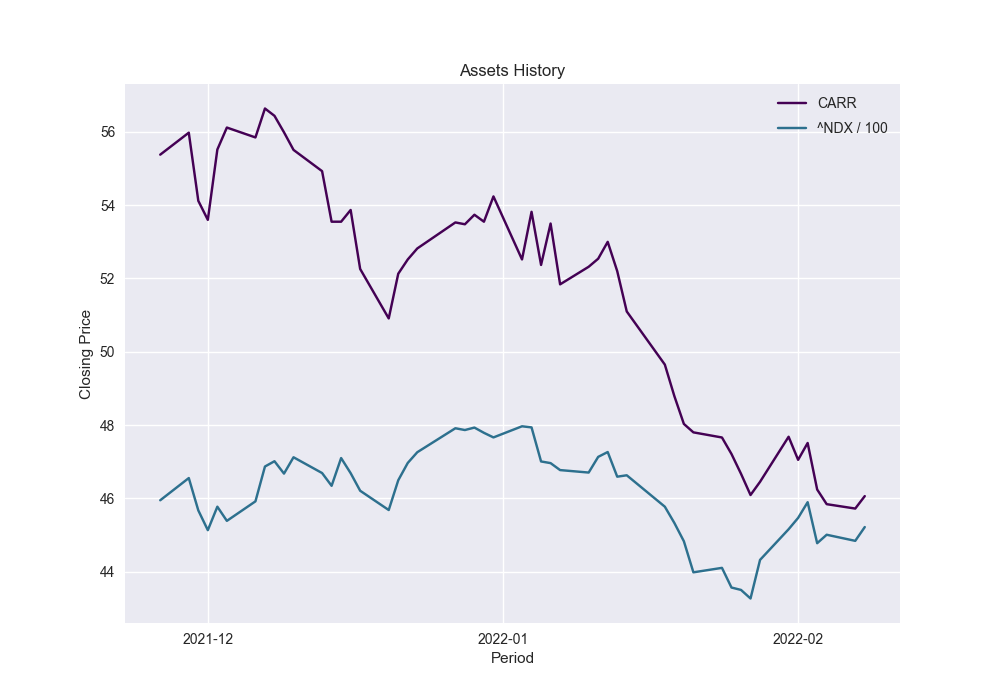 Assets History
CARR
^NDX / 100
56
54
52
50
48
46
44
Closing Price
2021-12
2022-01
2022-02
Period